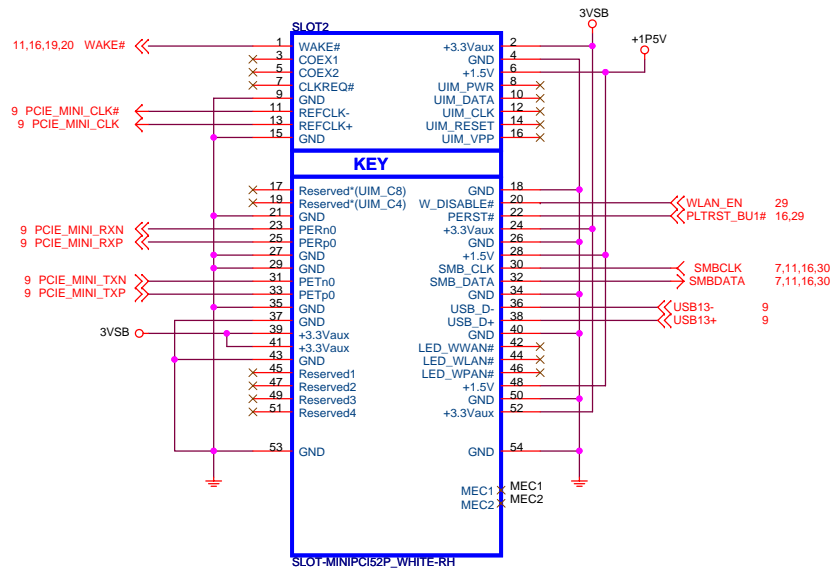 3VSB
SLOT2
+1P5V
11,16,19,20 WAKE# 1 WAKE# +3.3Vaux 2
3 COEX1 GND 4
5 COEX2 +1.5V 6
7 CLKREQ# UIM_PWR 8
9 GND UIM_DATA 10
9 PCIE_MINI_CLK# 11 REFCLK- UIM_CLK 12
9 PCIE_MINI_CLK 13 REFCLK+ UIM_RESET 14
15 GND UIM_VPP 16
KEY
17 Reserved*(UIM_C8) GND 18
19 Reserved*(UIM_C4) W_DISABLE# 20 WLAN_EN 29
21 GND PERST# 22 PLTRST_BU1# 16,29
9 PCIE_MINI_RXN 23 PERn0 +3.3Vaux 24
9 PCIE_MINI_RXP 25 PERp0 GND 26
27 GND +1.5V 28
29 GND SMB_CLK 30 SMBCLK 7,11,16,30
9 PCIE_MINI_TXN 31 PETn0 SMB_DATA 32 SMBDATA 7,11,16,30
9 PCIE_MINI_TXP 33 PETp0 GND 34
35 GND USB_D- 36 USB13- 9
37 GND USB_D+ 38 USB13+ 9
3VSB 39 +3.3Vaux GND 40
41 +3.3Vaux LED_WWAN# 42
43 GND LED_WLAN# 44
45 Reserved1 LED_WPAN# 46
47 Reserved2 +1.5V 48
49 Reserved3 GND 50
51 Reserved4 +3.3Vaux 52
53 GND GND 54
MEC1 MEC1
MEC2 MEC2
SLOT-MINIPCI52P_WHITE-RH